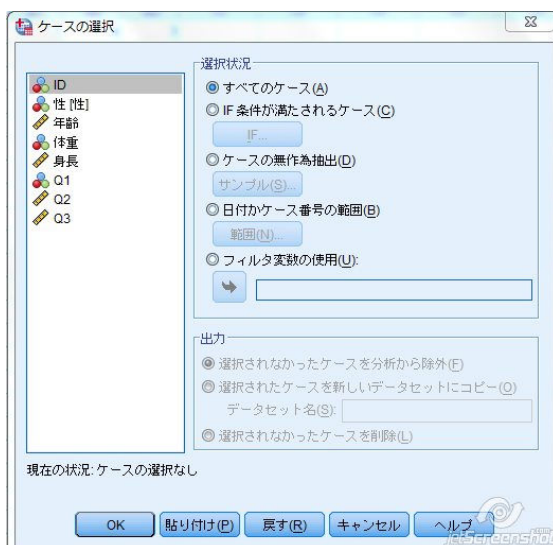 ケースの選択
ID
性 [性]
年齢
体重
身長
Q1
Q2
Q3
選択状況
すべてのケース(A)
IF 条件が満たされるケース(C)
IF...
ケースの無作為抽出(D)
サンプル(S)...
日付かケース番号の範囲(B)
範囲(N)...
フィルタ変数の使用(U):
出力
選択されなかったケースを分析から除外(F)
選択されたケースを新しいデータセットにコピー(O)
データセット名(S):
選択されなかったケースを削除(L)
現在の状況: ケースの選択なし
OK
貼り付け(P)
戻す(R)
キャンセル
ヘルプ
jetScreenshot
.com